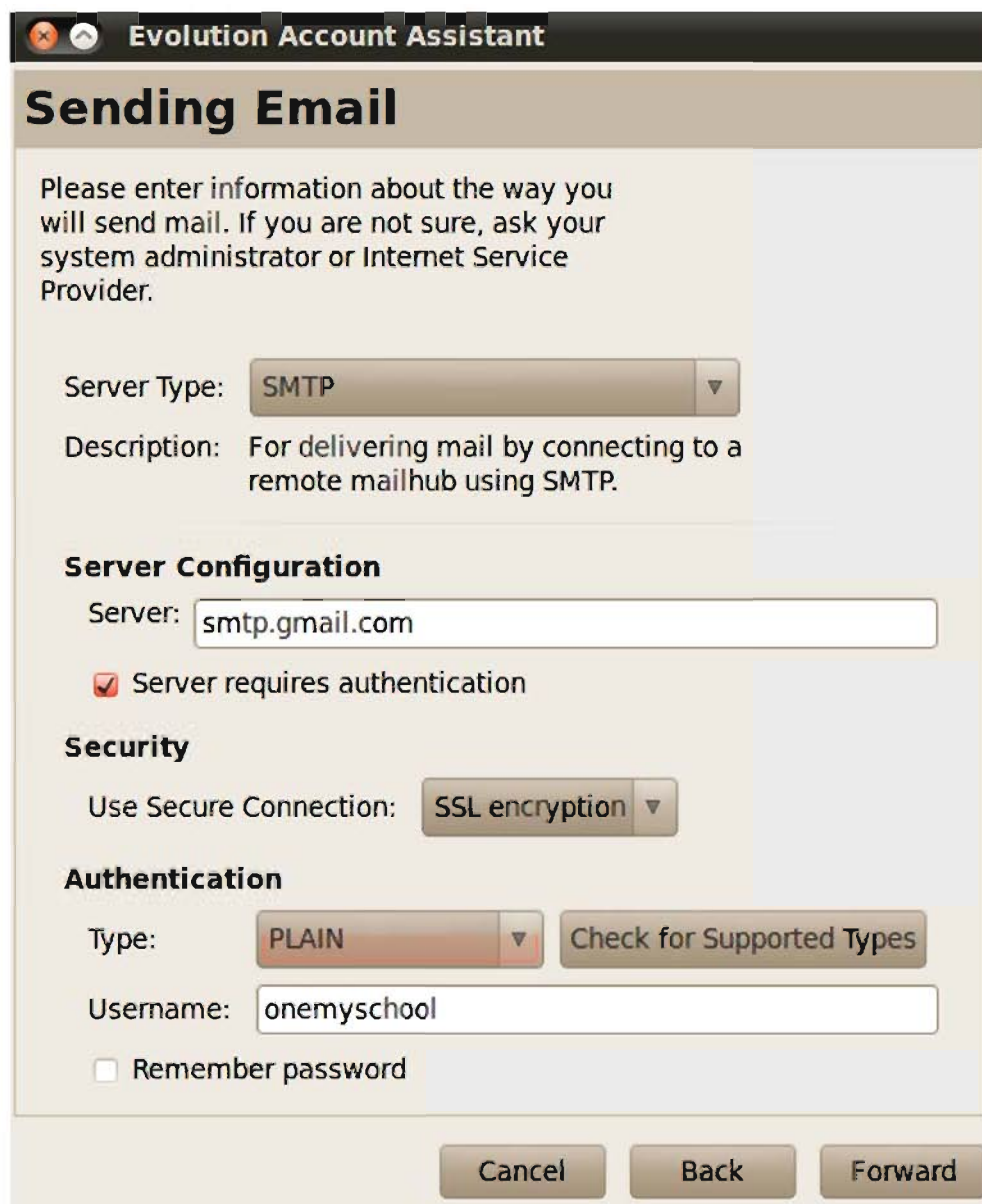 Evolution Account Assistant
Sending Email
Please enter information about the way you
will send mail. If you are not sure, ask your
system administrator or Internet Service
Provider.
Server Type: SMTP
Description: For delivering mail by connecting to a
remote mailhub using SMTP.
Server Configuration
Server: smtp.gmail.com
Server requires authentication
Security
Use Secure Connection: SSL encryption
Authentication
Type: PLAIN Check for Supported Types
Username: onemyschool
Remember password
Cancel Back Forward